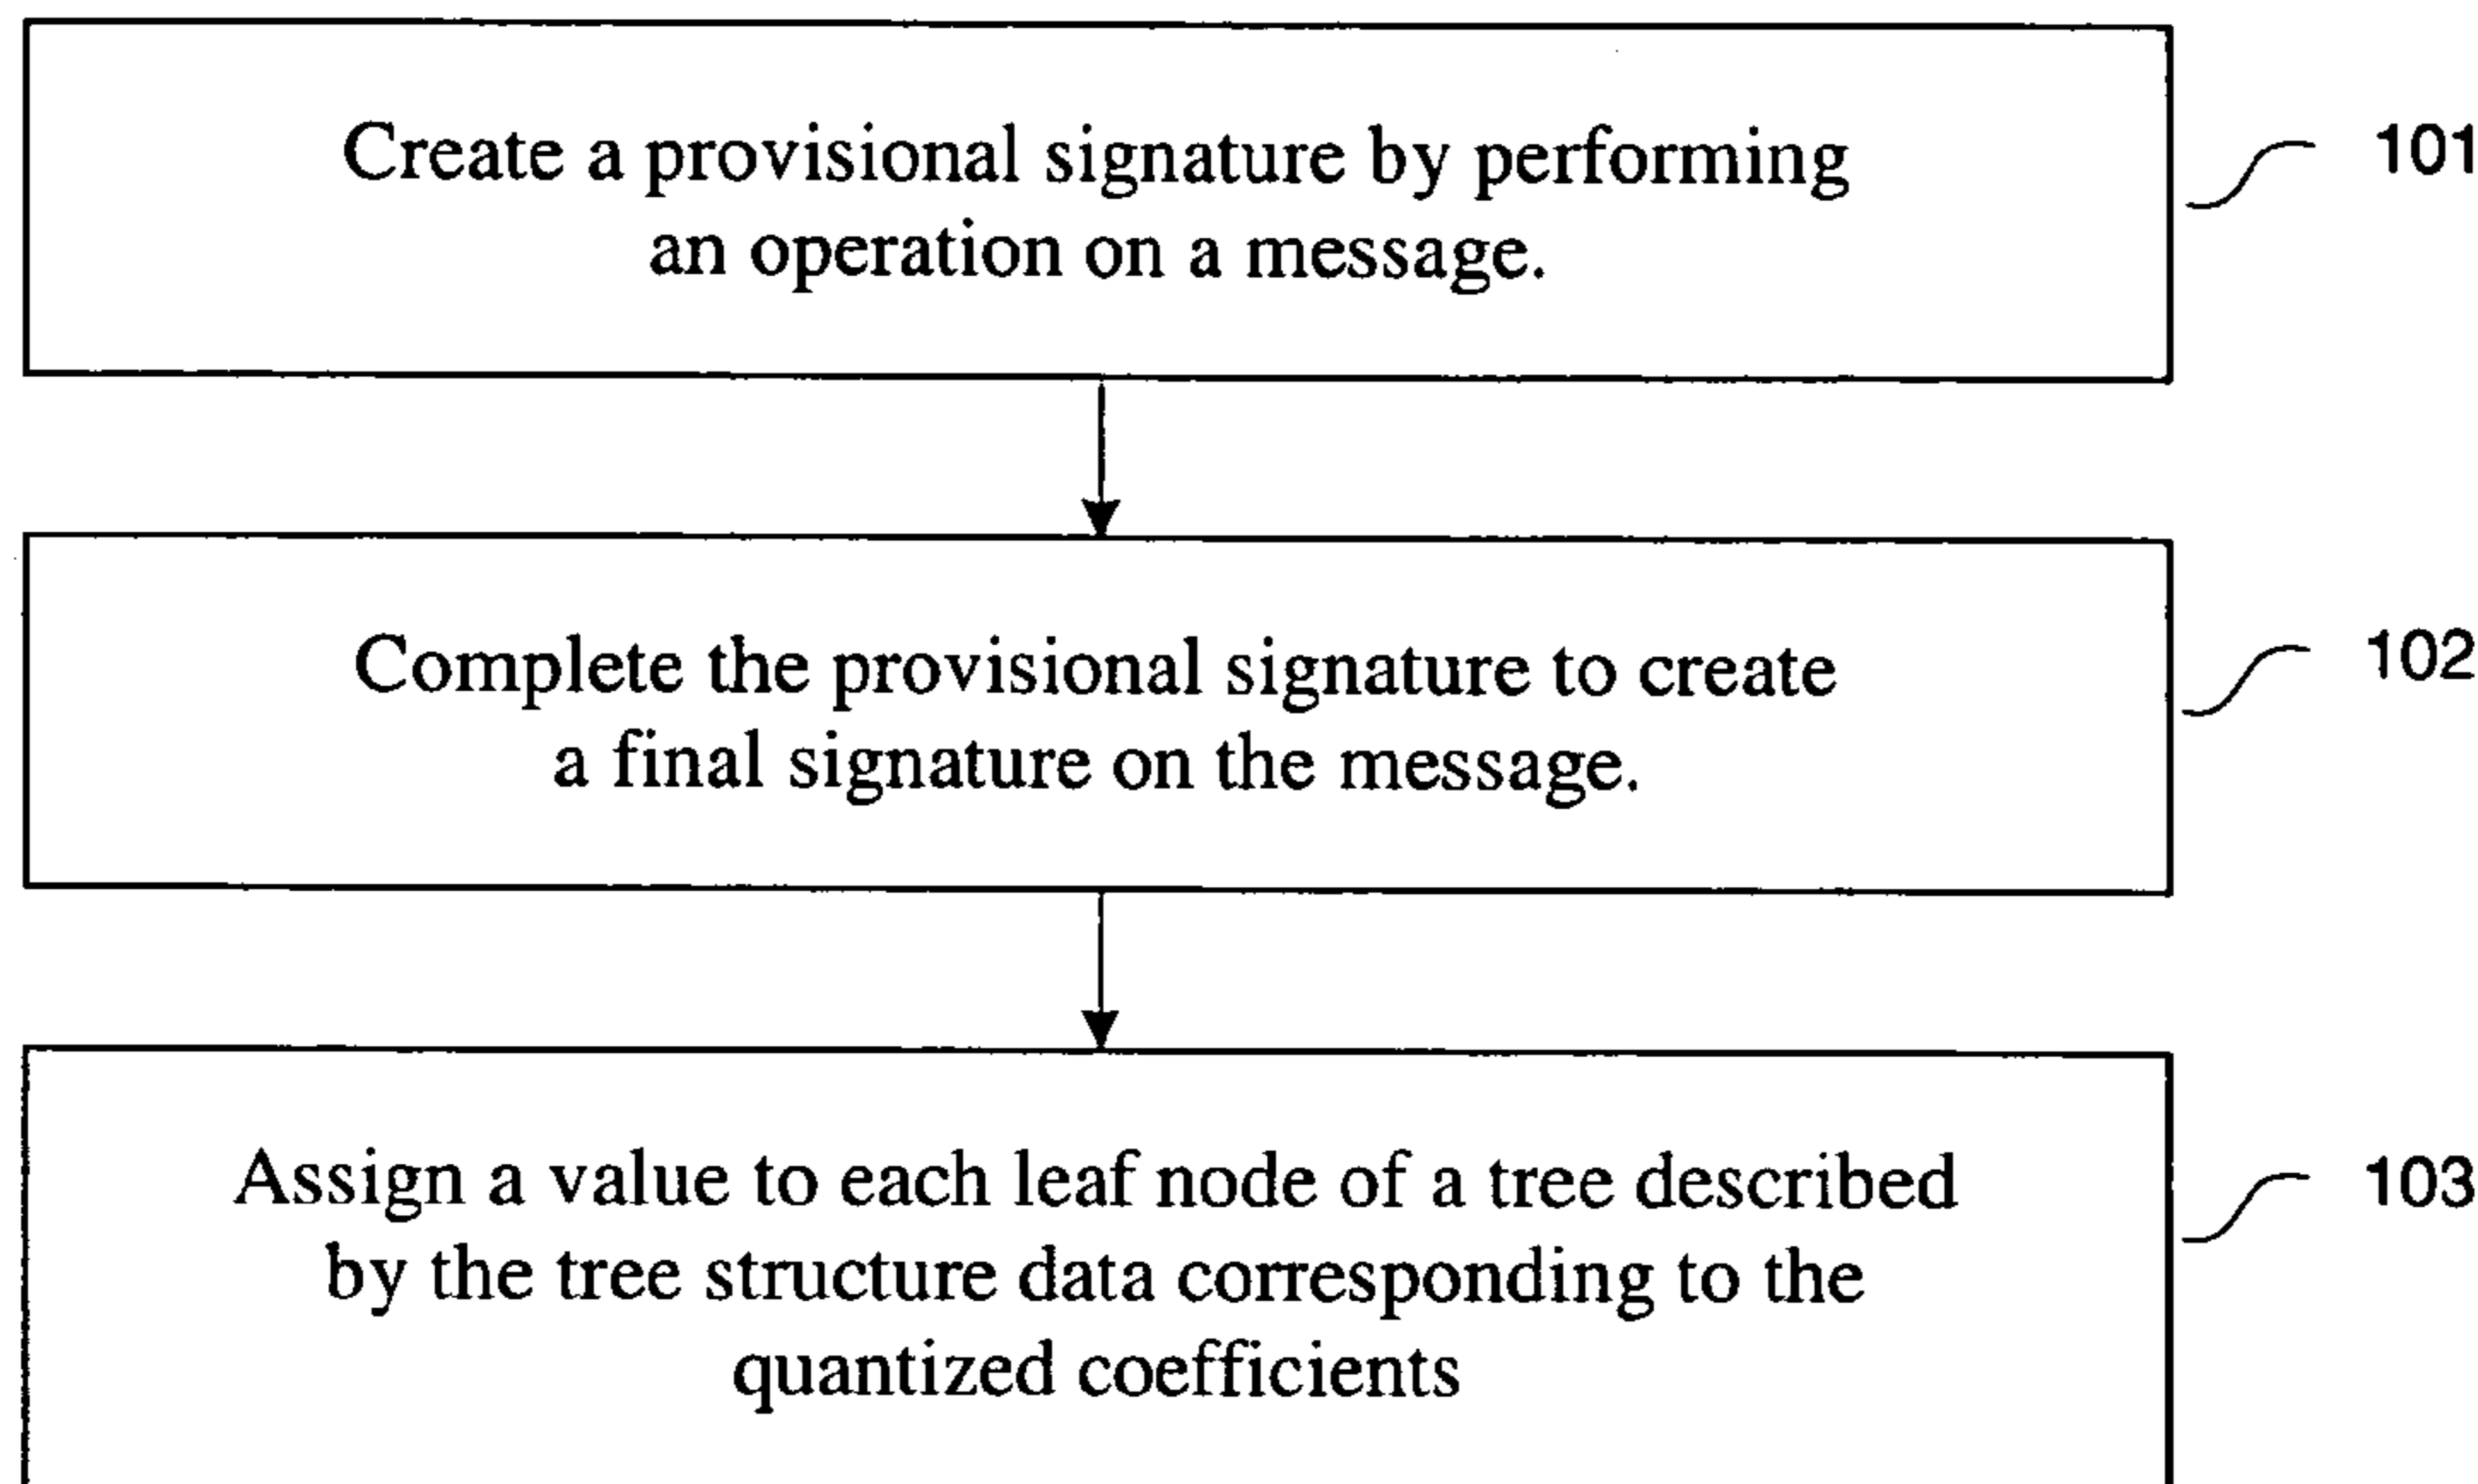 Create a provisional signature by performing
an operation on a message.
101
Complete the provisional signature to create
a final signature on the message.
102
Assign a value to each leaf node of a tree described
by the tree structure data corresponding to the
quantized coefficients
103